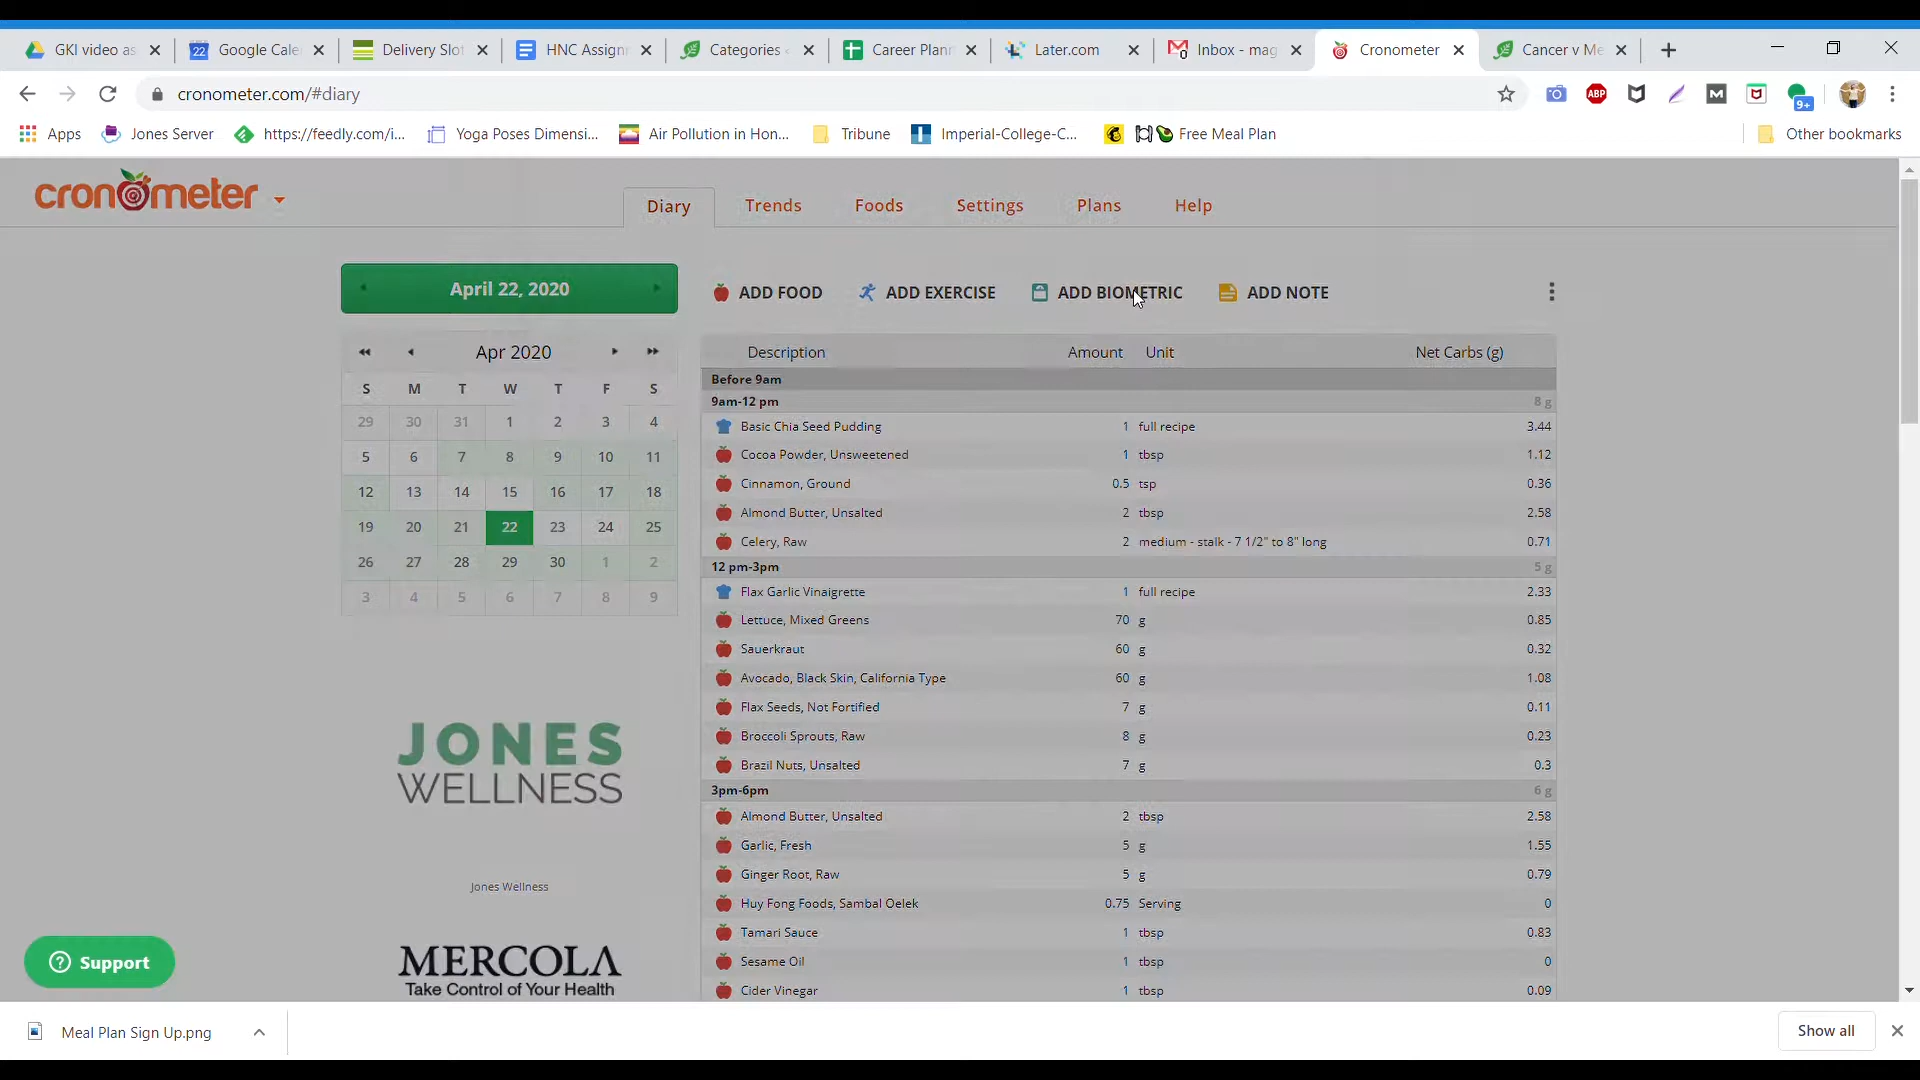 GKI video as
Google Cale
Delivery Slot
HNC Assignr
Categories
Career Plann
Later.com
Inbox - mag
Cronometer
Cancer v Me
cronometer.com/#diary
ABP
M
9+
Apps
Jones Server
https://feedly.com/i...
Yoga Poses Dimensi...
Air Pollution in Hon...
Tribune
Imperial-College-C...
Free Meal Plan
Other bookmarks
cronometer
Diary
Trends
Foods
Settings
Plans
Help
April 22, 2020
ADD FOOD
ADD EXERCISE
ADD BIOMETRIC
ADD NOTE
Apr 2020
S M T W T F S
29 30 31 1 2 3 4
5 6 7 8 9 10 11
12 13 14 15 16 17 18
19 20 21 22 23 24 25
26 27 28 29 30 1 2
3 4 5 6 7 8 9
JONES
WELLNESS
Jones Wellness
MERCOLA
Take Control of Your Health
Support
Description Amount Unit Net Carbs (g)
Before 9am
9am-12 pm 8 g
Basic Chia Seed Pudding 1 full recipe 3.44
Cocoa Powder, Unsweetened 1 tbsp 1.12
Cinnamon, Ground 0.5 tsp 0.36
Almond Butter, Unsalted 2 tbsp 2.58
Celery, Raw 2 medium - stalk - 7 1/2" to 8" long 0.71
12 pm-3pm 5 g
Flax Garlic Vinaigrette 1 full recipe 2.33
Lettuce, Mixed Greens 70 g 0.85
Sauerkraut 60 g 0.32
Avocado, Black Skin, California Type 60 g 1.08
Flax Seeds, Not Fortified 7 g 0.11
Broccoli Sprouts, Raw 8 g 0.23
Brazil Nuts, Unsalted 7 g 0.3
3pm-6pm 6 g
Almond Butter, Unsalted 2 tbsp 2.58
Garlic, Fresh 5 g 1.55
Ginger Root, Raw 5 g 0.79
Huy Fong Foods, Sambal Oelek 0.75 Serving 0
Tamari Sauce 1 tbsp 0.83
Sesame Oil 1 tbsp 0
Cider Vinegar 1 tbsp 0.09
Meal Plan Sign Up.png
Show all